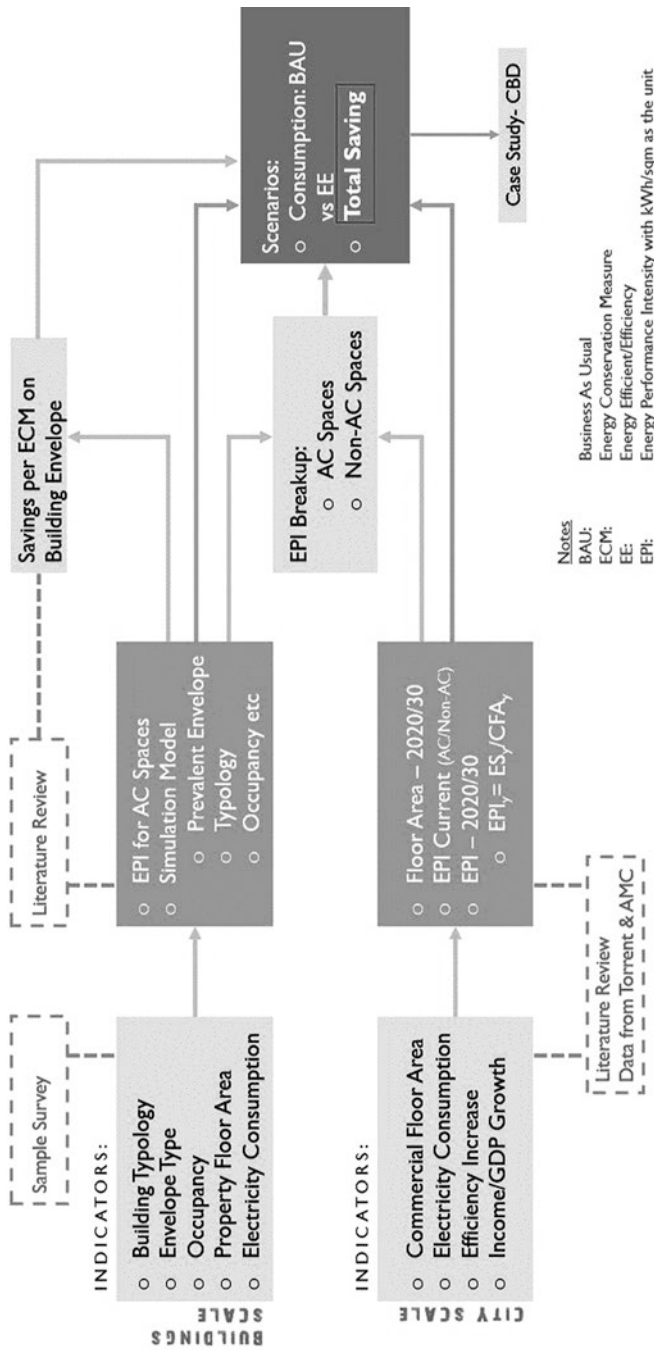 Sample Survey
Literature Review
Savings per ECM on
Building Envelope
INDICATORS:
BUILDINGS
SCALE
○ Building Typology
○ Envelope Type
○ Occupancy
○ Property Floor Area
○ Electricity Consumption
○ EPI for AC Spaces
○ Simulation Model
○ Prevalent Envelope
○ Typology
○ Occupancy etc
EPI Breakup:
○ AC Spaces
○ Non-AC Spaces
Scenarios:
○ Consumption: BAU
vs EE
○ Total Saving
Case Study- CBD
INDICATORS:
CITY SCALE
○ Commercial Floor Area
○ Electricity Consumption
○ Efficiency Increase
○ Income/GDP Growth
○ Floor Area – 2020/30
○ EPI Current (AC/Non-AC)
○ EPI – 2020/30
○ EPIy= ESy/CFAy
Literature Review
Data from Torrent & AMC
Notes
BAU: Business As Usual
ECM: Energy Conservation Measure
EE: Energy Efficient/Efficiency
EPI: Energy Performance Intensity with kWh/sqm as the unit